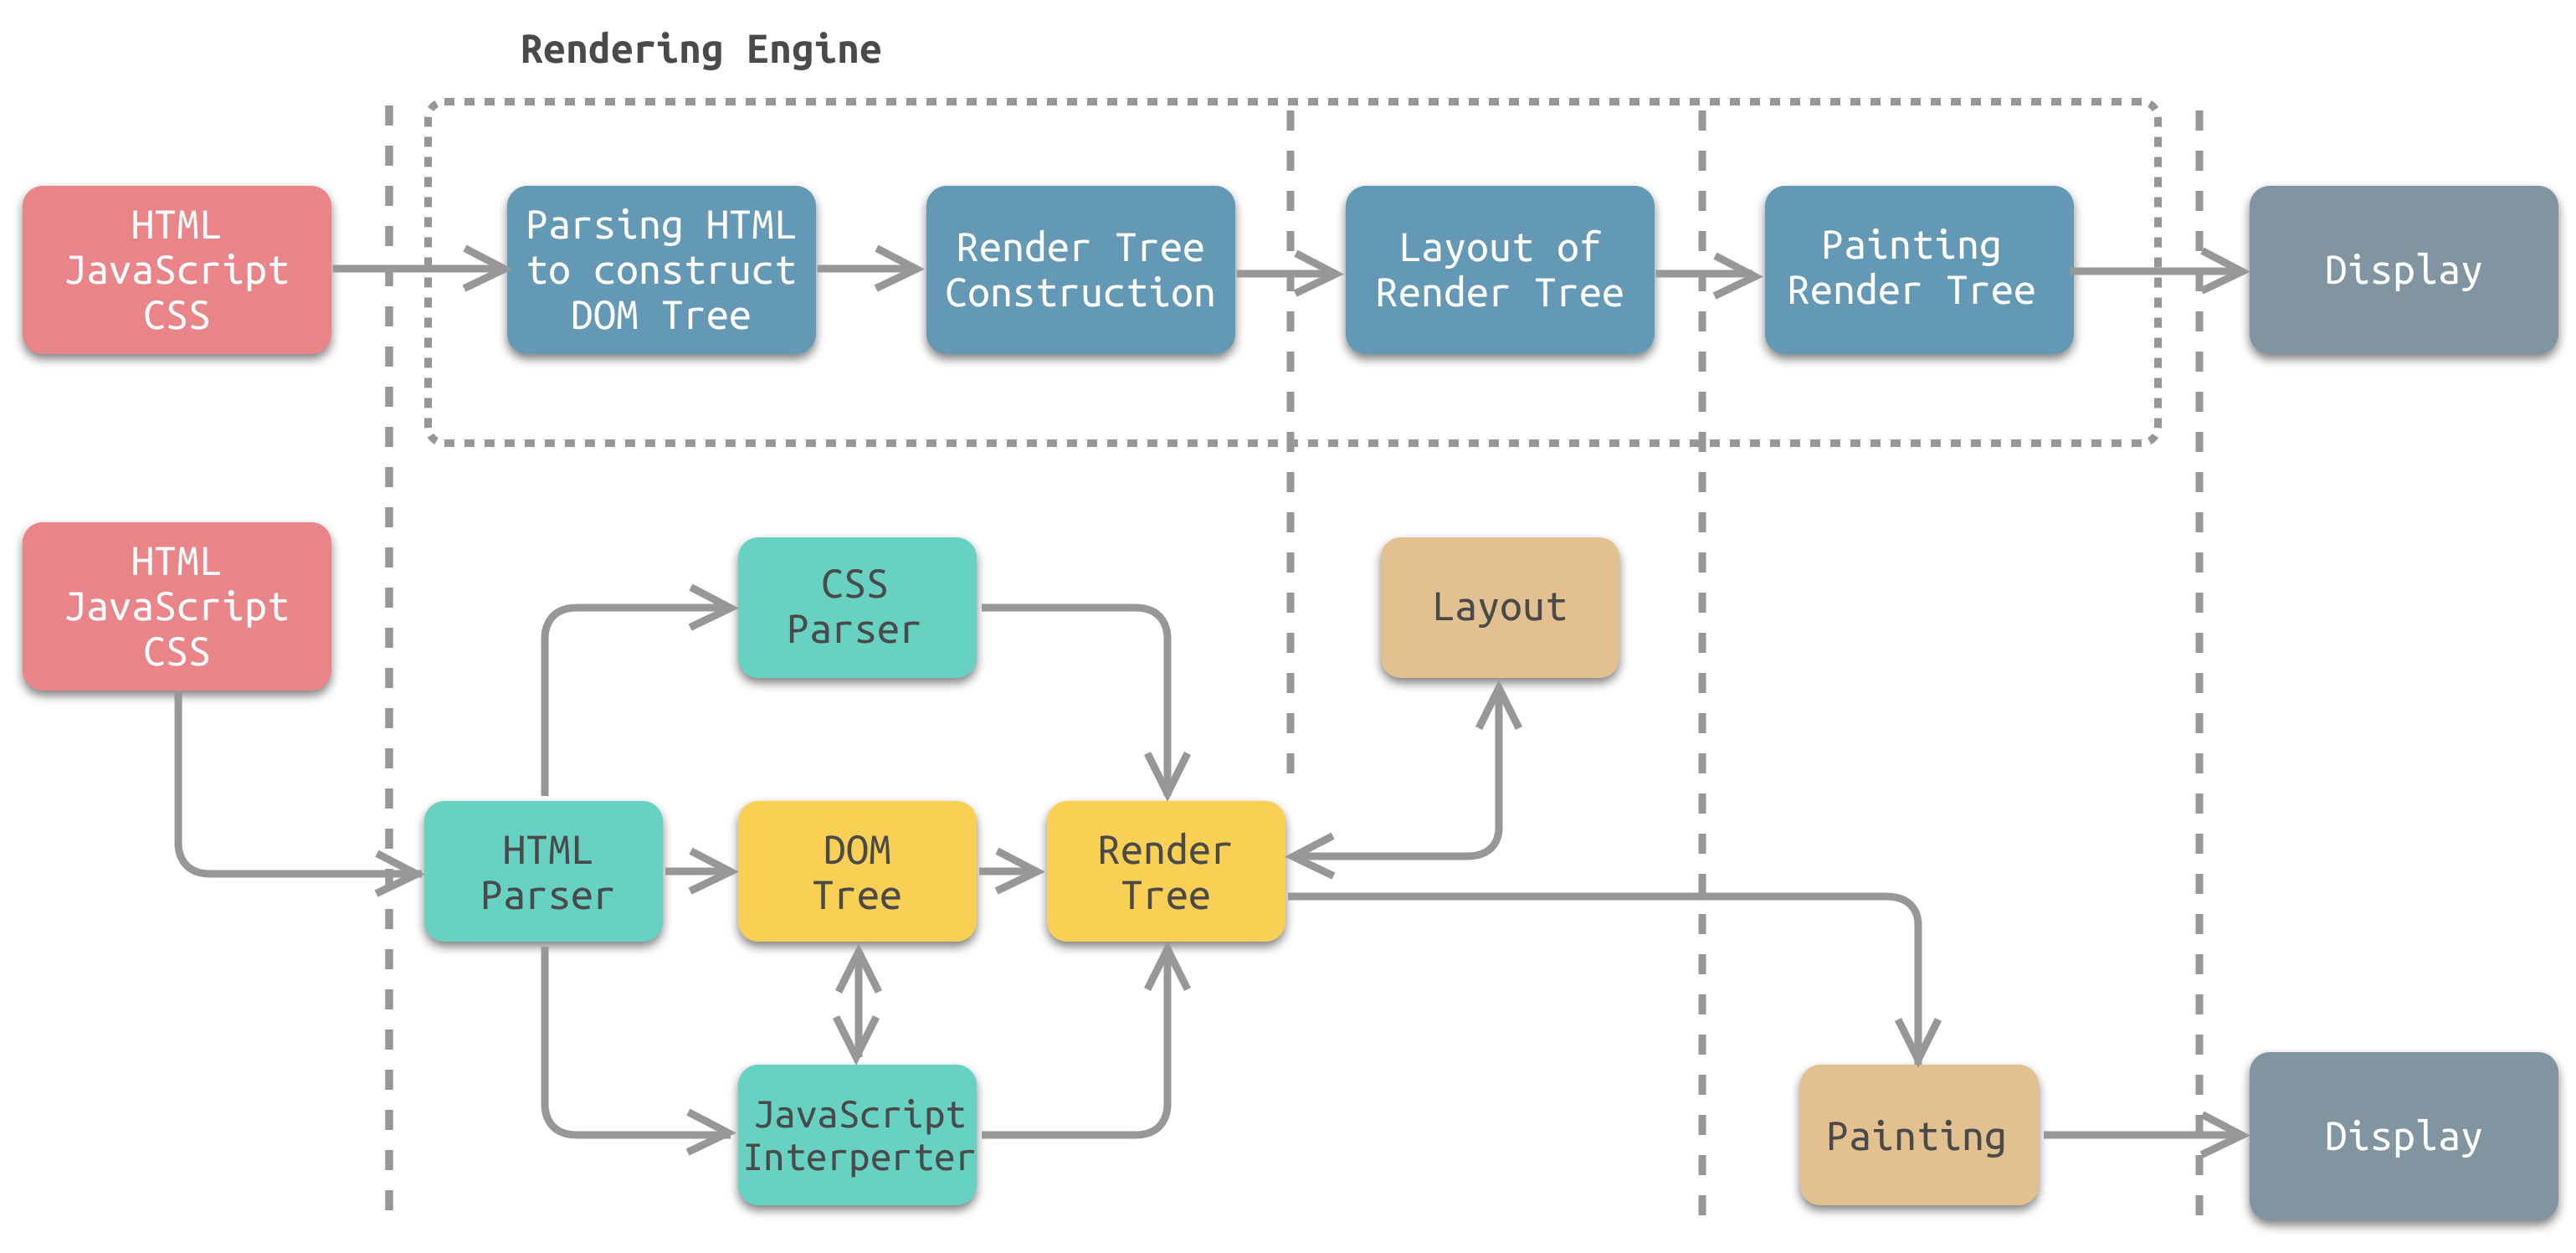 Rendering Engine
HTML
JavaScript
CSS
Parsing HTML
to construct
DOM Tree
Render Tree
Construction
Layout of
Render Tree
Painting
Render Tree
Display
HTML
JavaScript
CSS
CSS
Parser
Layout
HTML
Parser
DOM
Tree
Render
Tree
JavaScript
Interperter
Painting
Display